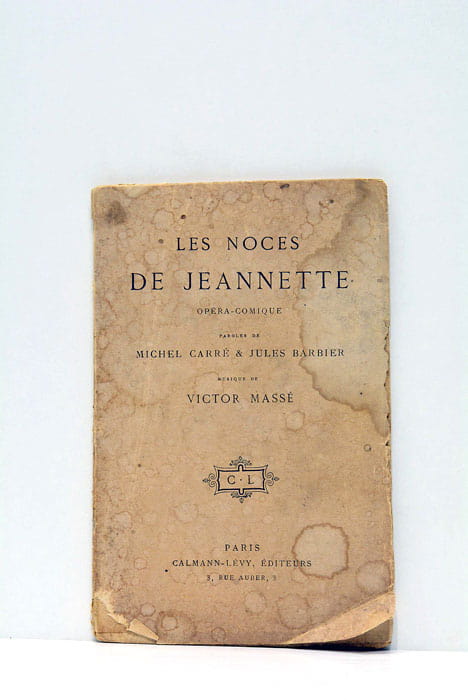 LES NOCES
DE JEANNETTE
OPÉRA-COMIQUE
PAROLES DE
MICHEL CARRÉ & JULES BARBIER
MUSIQUE DE
VICTOR MASSÉ
C · L
PARIS
CALMANN-LÉVY, ÉDITEURS
3, RUE AUBER, 3